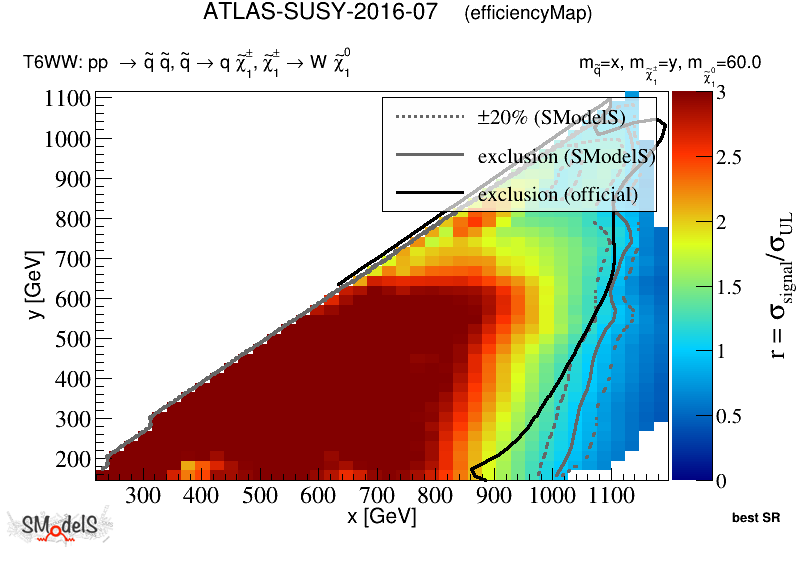 ATLAS-SUSY-2016-07 (efficiencyMap)
T6WW: pp → q̃ q̃, q̃ → q χ̃₁±, χ̃₁± → W χ̃₁⁰
m_q̃=x, m_χ̃₁±=y, m_χ̃₁⁰=60.0
±20% (SModelS)
exclusion (SModelS)
exclusion (official)
1100
1000
900
800
700
600
500
400
300
200
y [GeV]
300 400 500 600 700 800 900 1000 1100
x [GeV]
3
2.5
2
1.5
1
0.5
0
r = σ_signal/σ_UL
SModelS
best SR